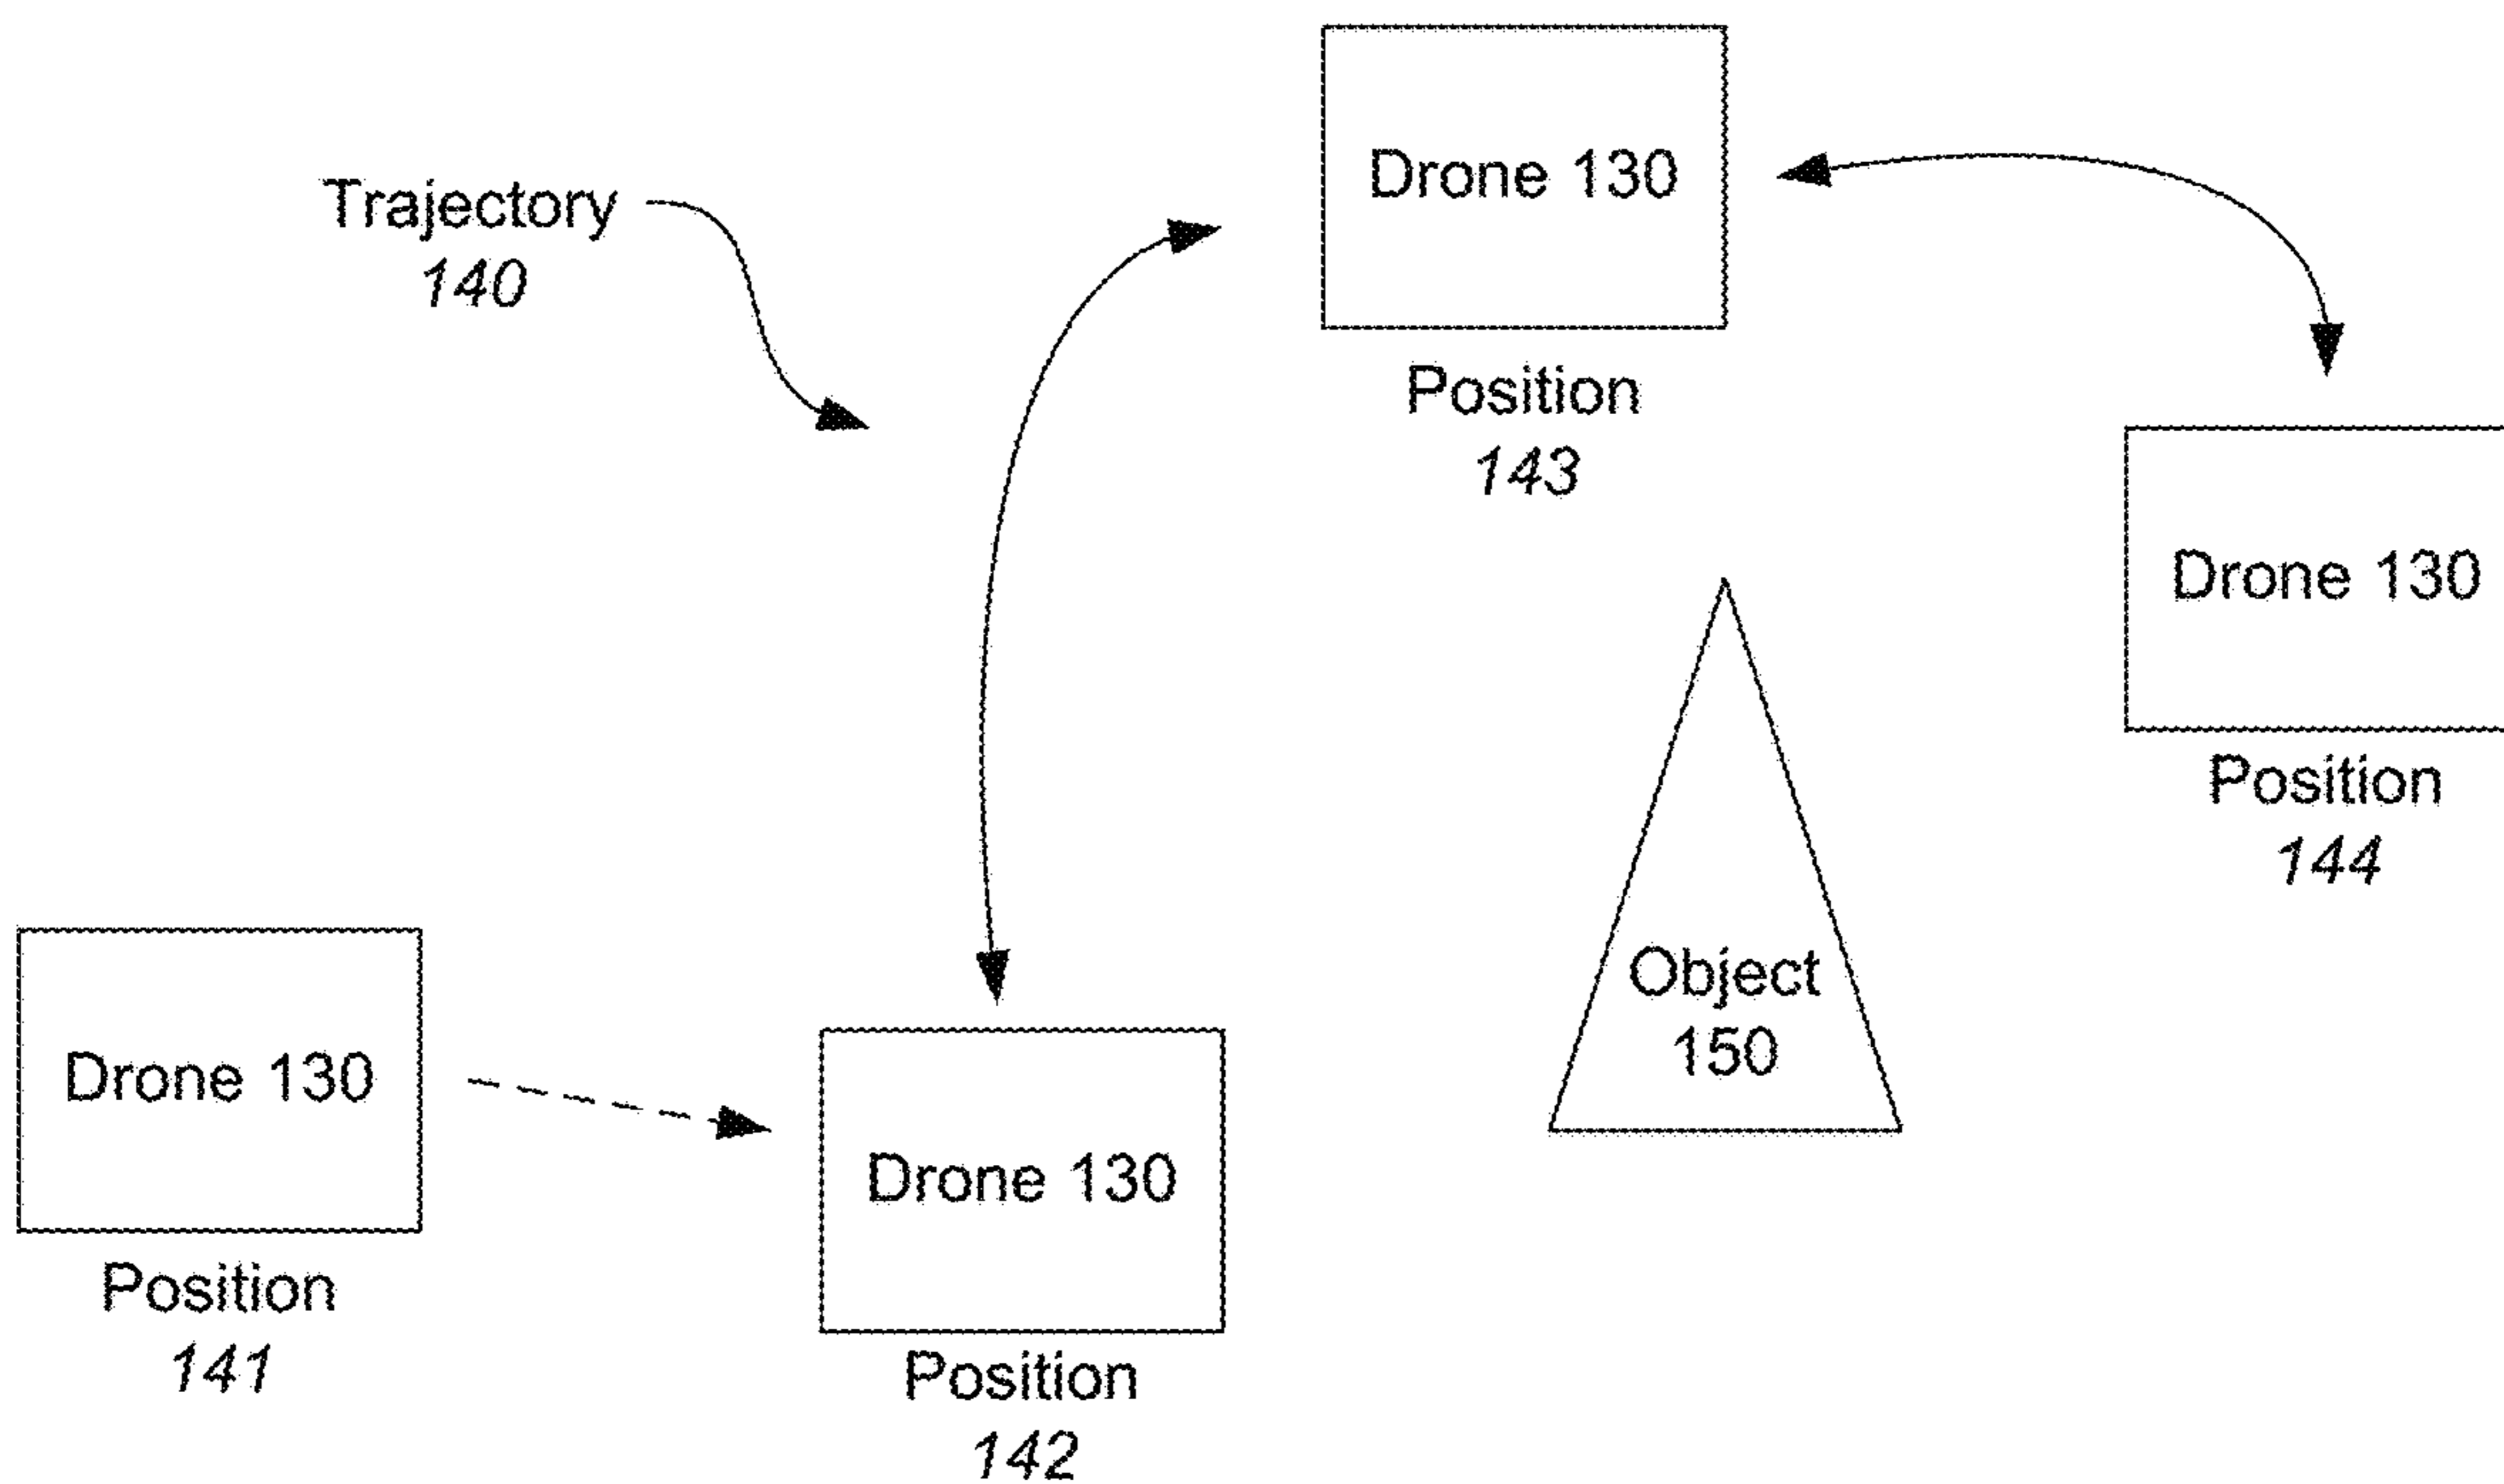 Drone 130
Position
143
Trajectory
140
Drone 130
Position
144
Object
150
Drone 130
Position
141
Drone 130
Position
142